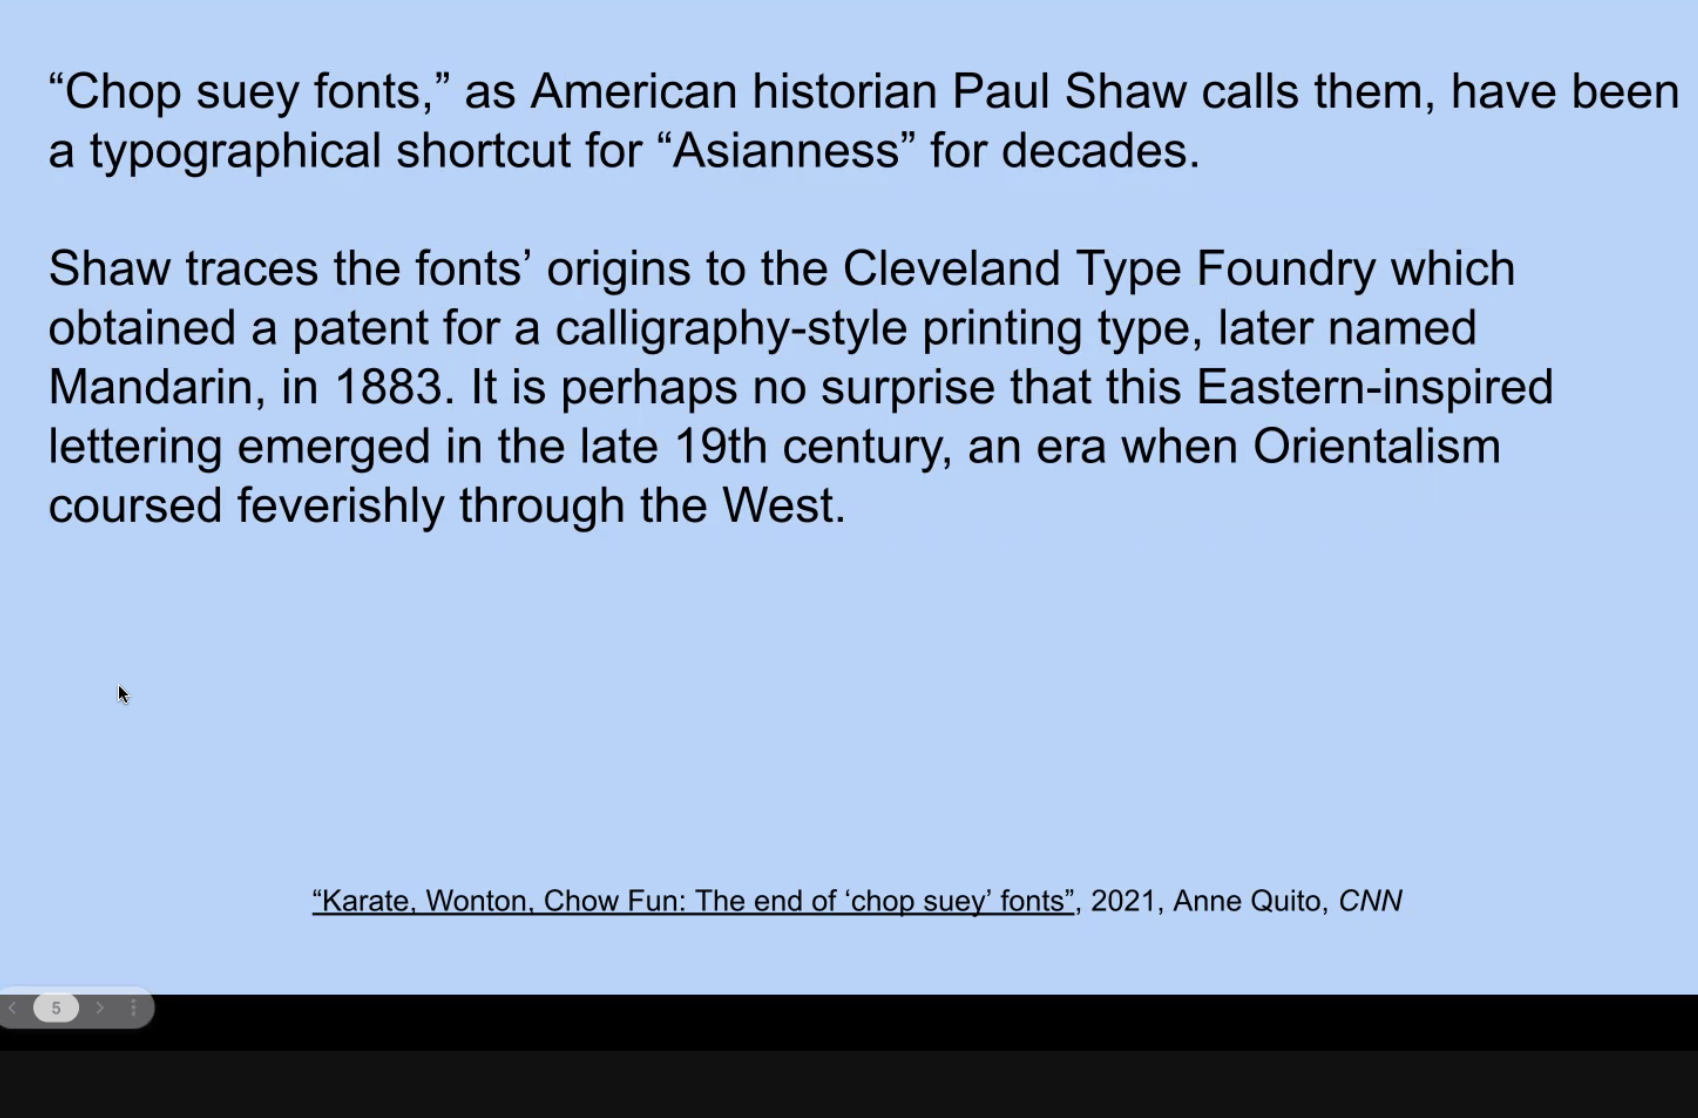 “Chop suey fonts,” as American historian Paul Shaw calls them, have been
a typographical shortcut for “Asianness” for decades.
Shaw traces the fonts’ origins to the Cleveland Type Foundry which
obtained a patent for a calligraphy-style printing type, later named
Mandarin, in 1883. It is perhaps no surprise that this Eastern-inspired
lettering emerged in the late 19th century, an era when Orientalism
coursed feverishly through the West.
“Karate, Wonton, Chow Fun: The end of ‘chop suey’ fonts”, 2021, Anne Quito, CNN
5